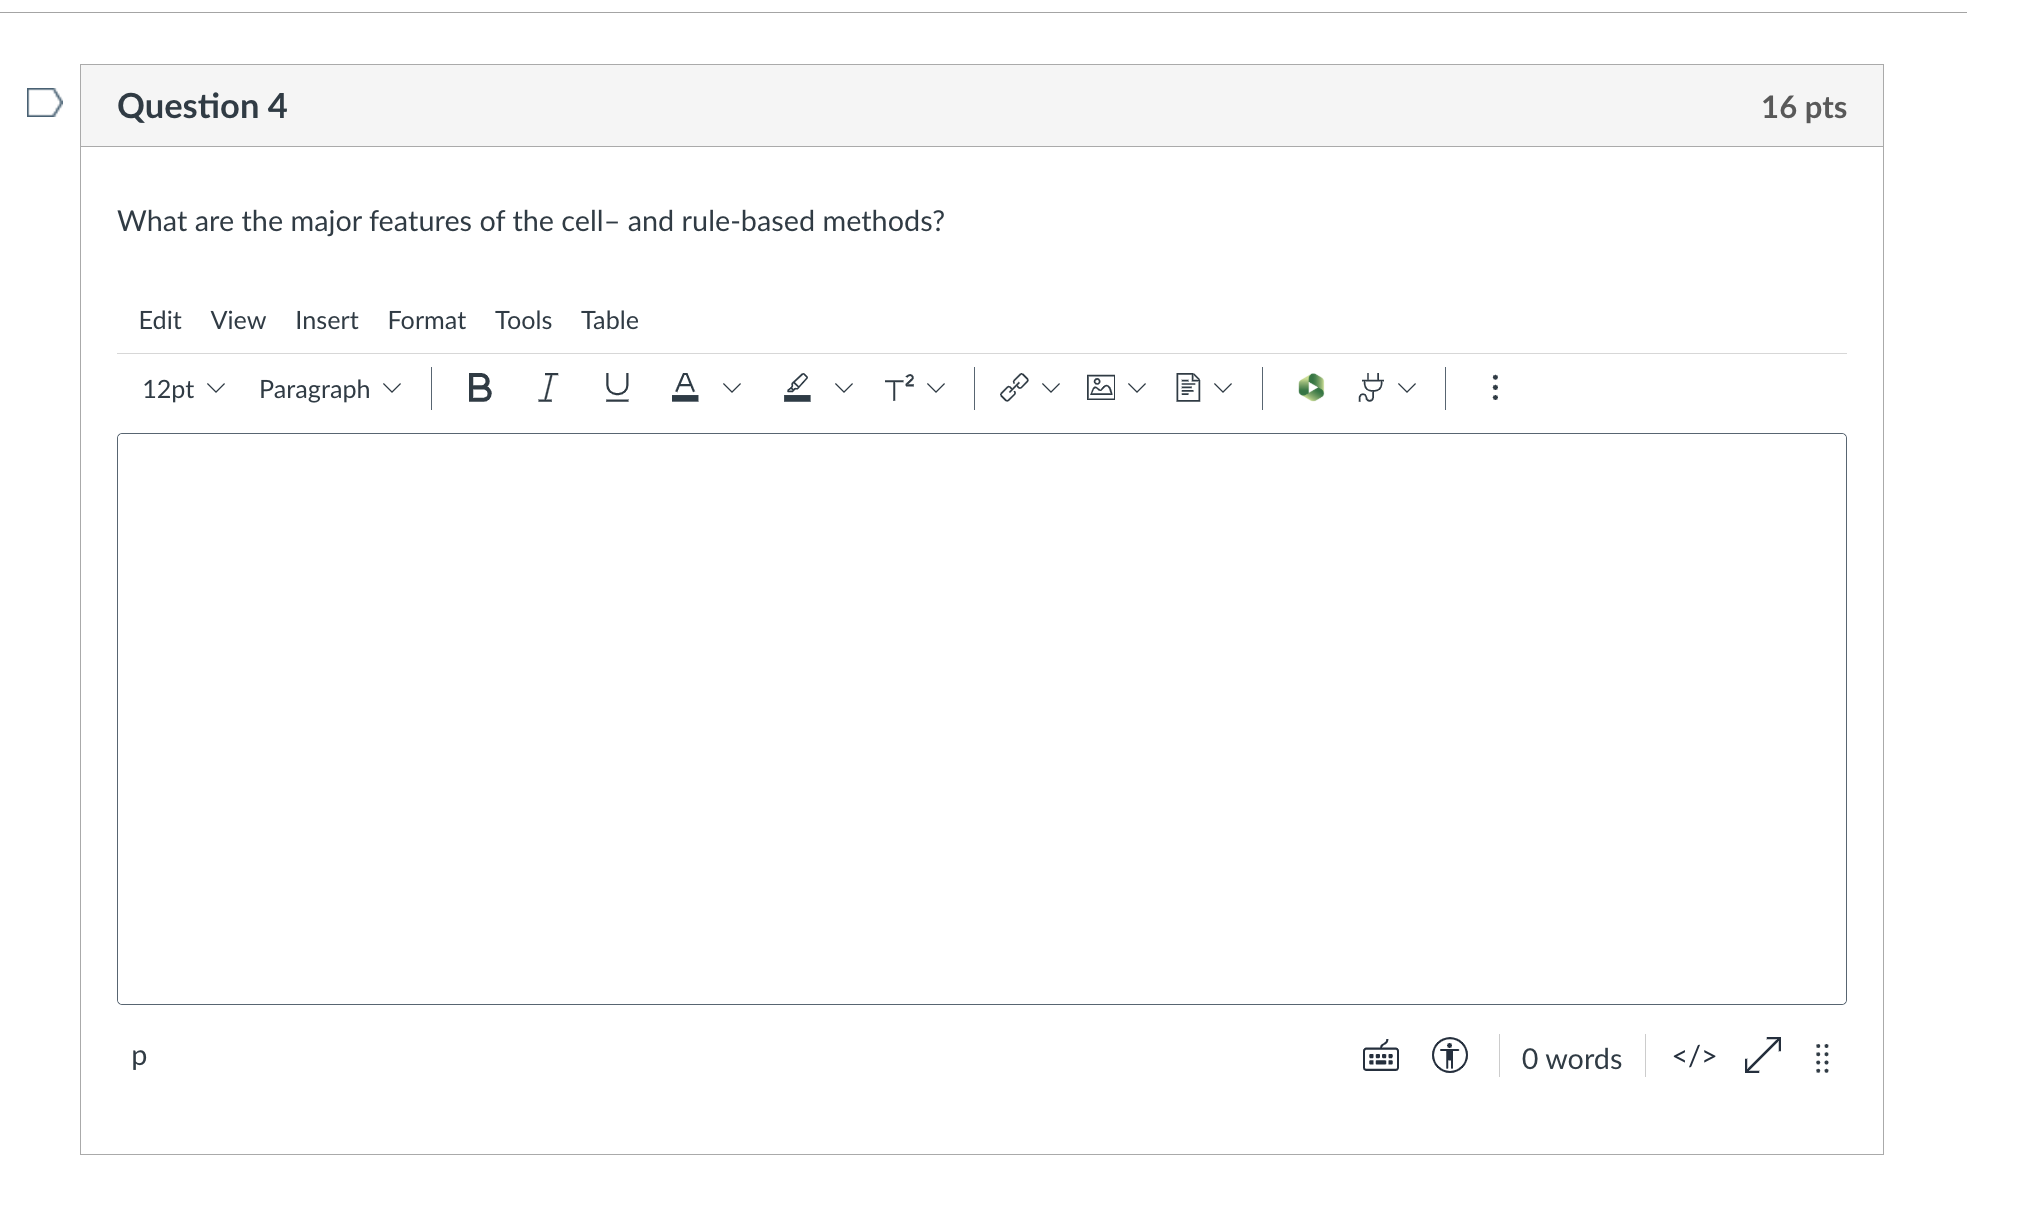 Question 4
16 pts
What are the major features of the cell– and rule-based methods?
Edit View Insert Format Tools Table
12pt Paragraph B I U A T²
p
0 words </>